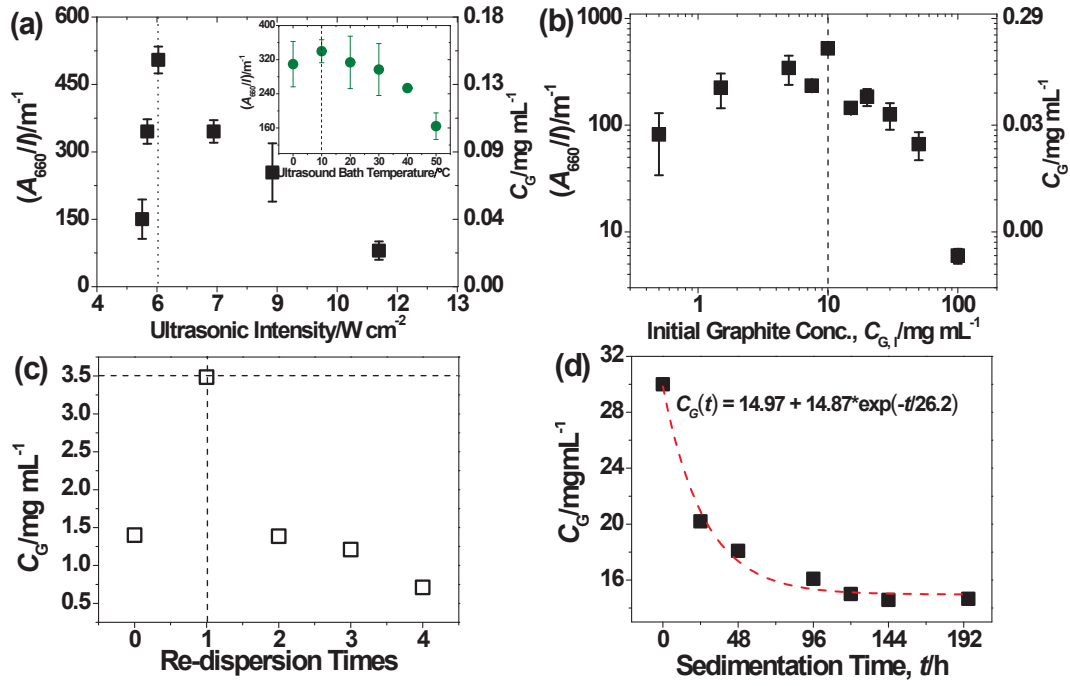 (a)
600
450
300
150
0
(A660/l)/m-1
4 6 7 9 10 12 13
Ultrasonic Intensity/W cm-2
0.18
0.13
0.09
0.04
0.00
CG/mg mL-1
360
320
240
160
(A660/l)/m-1
0 10 20 30 40 50
Ultrasound Bath Temperature/ºC
(b)
1000
100
10
(A660/l)/m-1
1 10 100
Initial Graphite Conc., CG, I/mg mL-1
0.29
0.03
0.00
CG/mg mL-1
(c)
3.5
3.0
2.5
2.0
1.5
1.0
0.5
CG/mg mL-1
0 1 2 3 4
Re-dispersion Times
(d)
32
28
24
20
16
CG/mgmL-1
CG(t) = 14.97 + 14.87*exp(-t/26.2)
0 48 96 144 192
Sedimentation Time, t/h